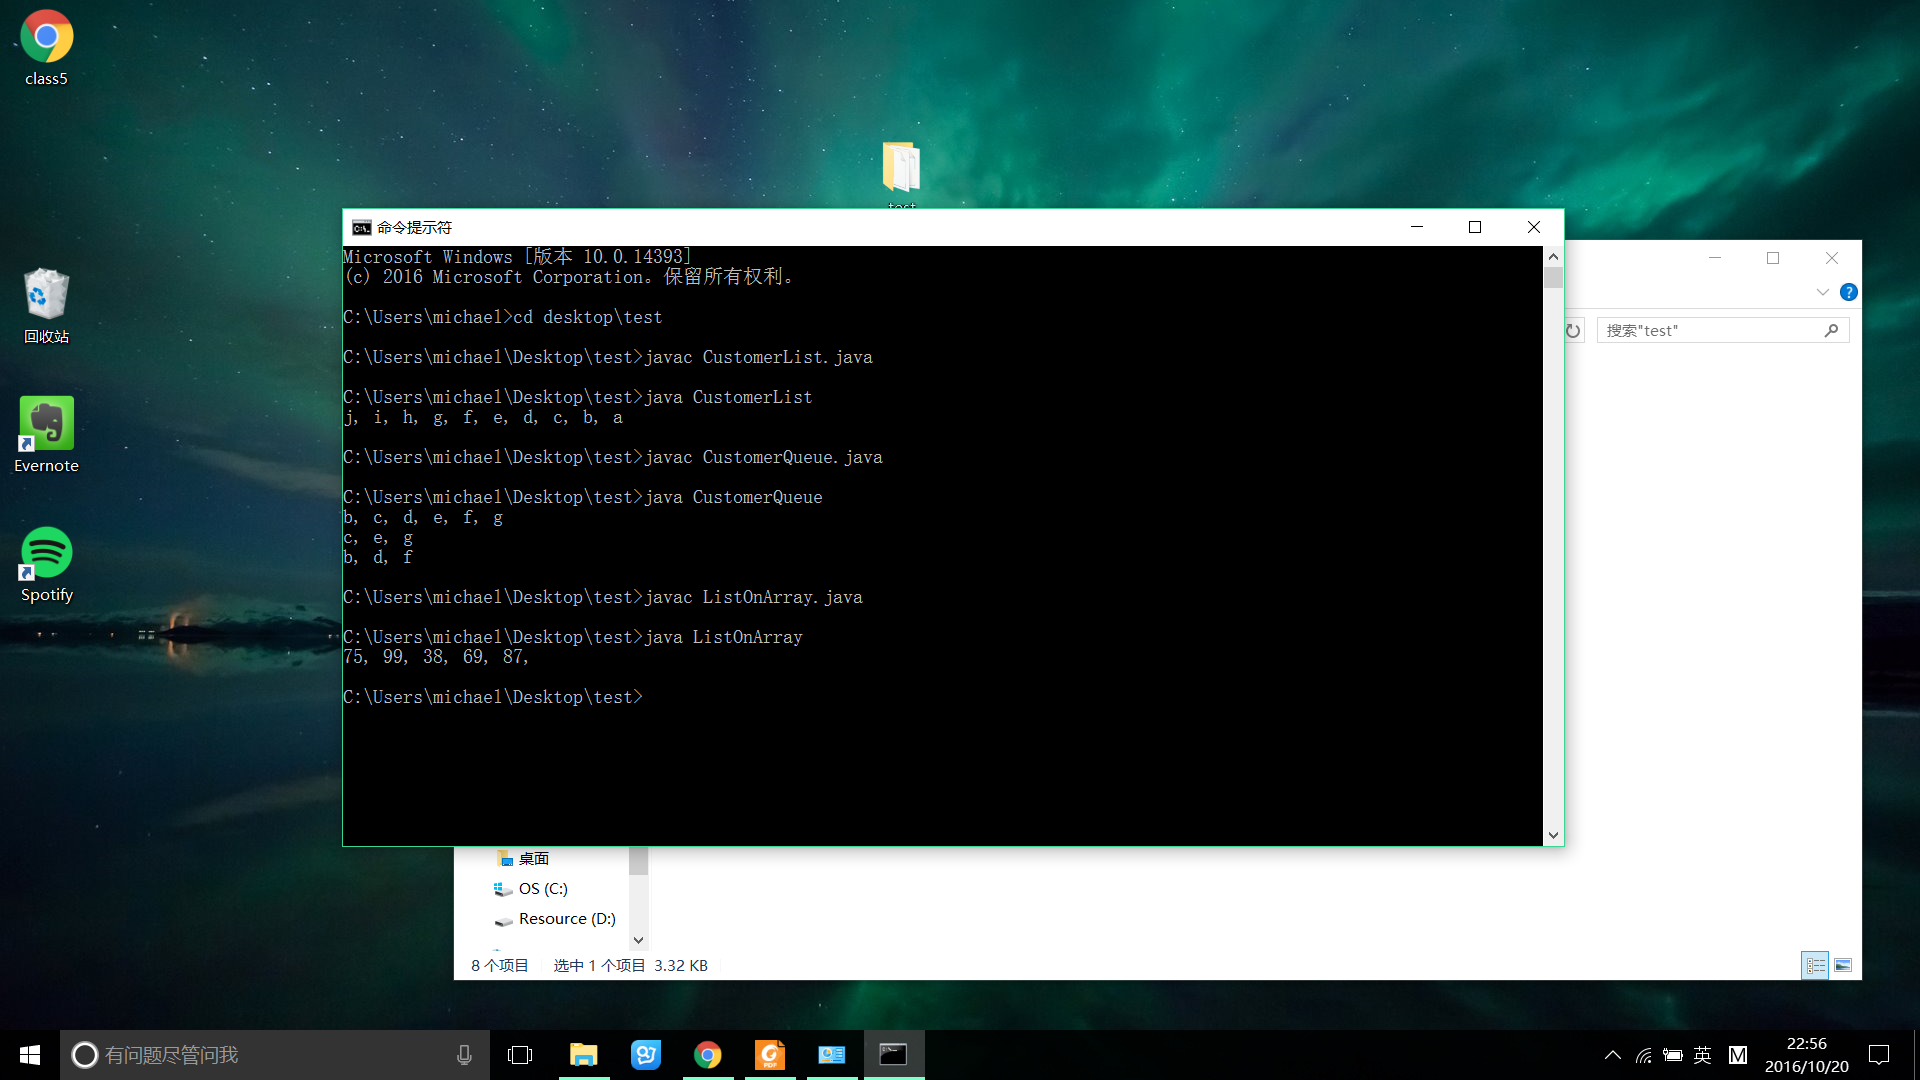 class5
test
回收站
Evernote
Spotify
命令提示符
Microsoft Windows [版本 10.0.14393]
(c) 2016 Microsoft Corporation。保留所有权利。
C:\Users\michael>cd desktop\test
C:\Users\michael\Desktop\test>javac CustomerList.java
C:\Users\michael\Desktop\test>java CustomerList
j, i, h, g, f, e, d, c, b, a
C:\Users\michael\Desktop\test>javac CustomerQueue.java
C:\Users\michael\Desktop\test>java CustomerQueue
b, c, d, e, f, g
c, e, g
b, d, f
C:\Users\michael\Desktop\test>javac ListOnArray.java
C:\Users\michael\Desktop\test>java ListOnArray
75, 99, 38, 69, 87,
C:\Users\michael\Desktop\test>
搜索"test"
桌面
OS (C:)
Resource (D:)
8 个项目 选中 1 个项目 3.32 KB
有问题尽管问我
PDF
英
M
22:56
2016/10/20